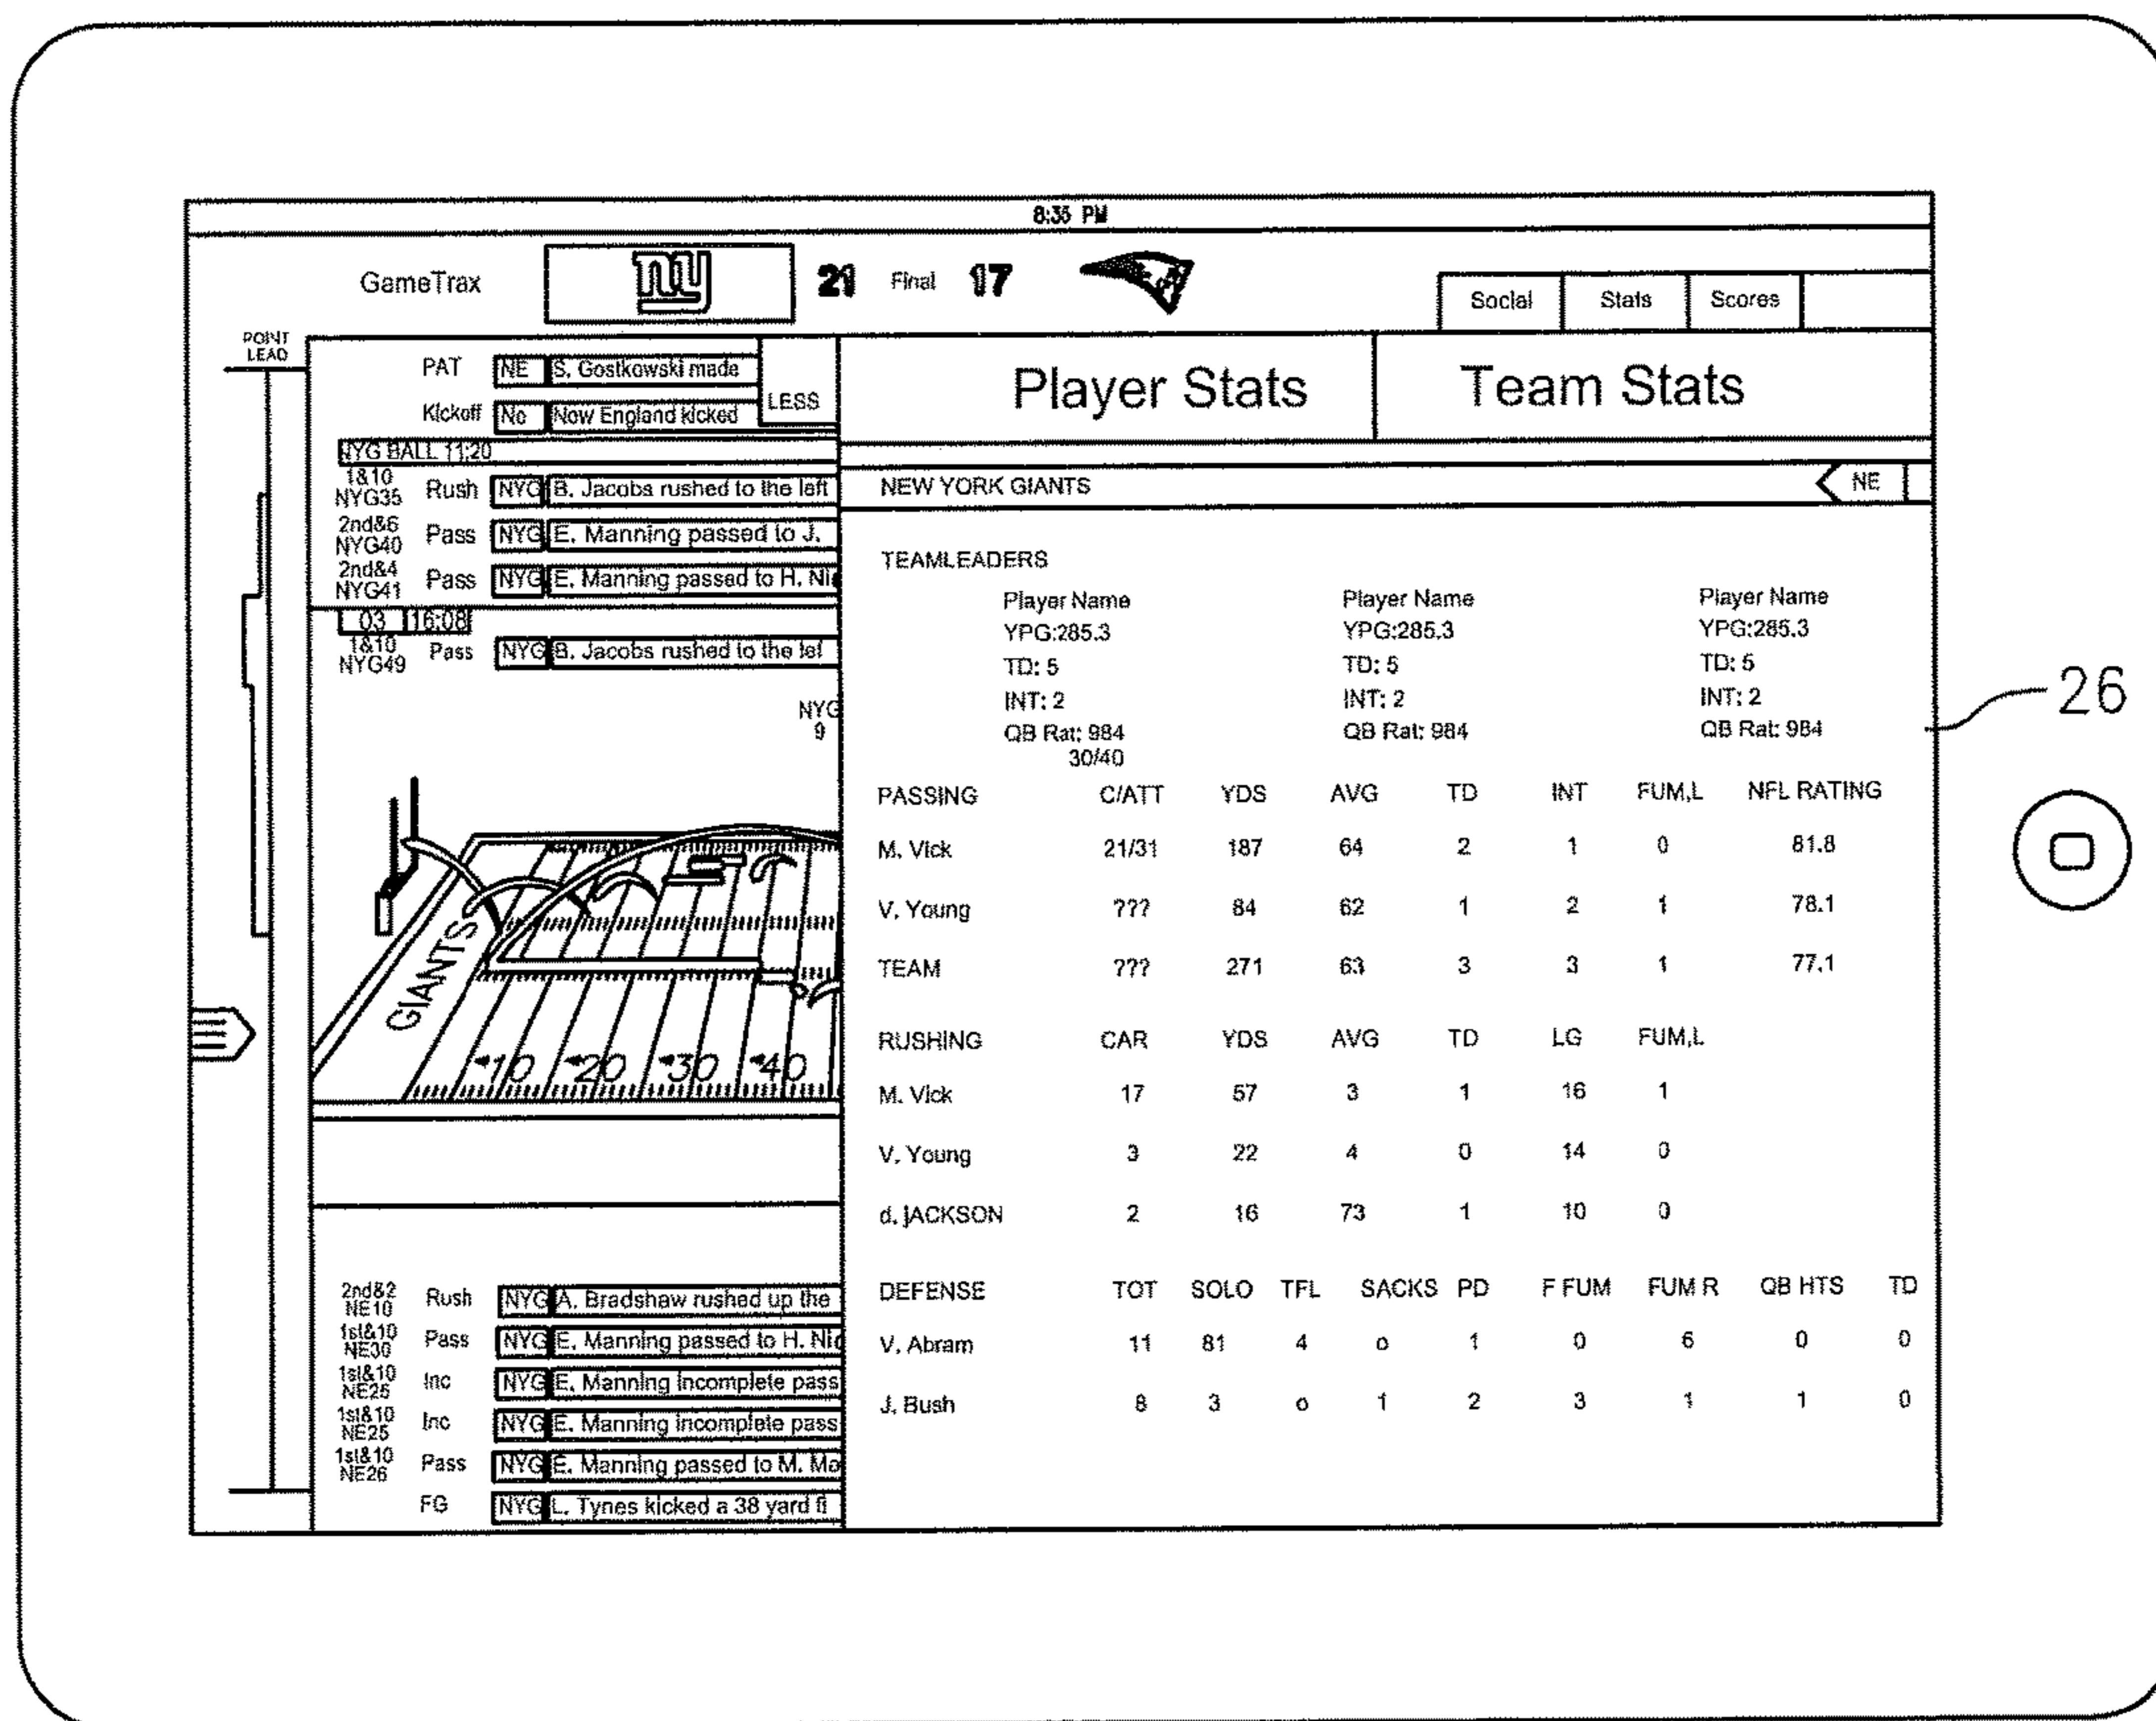 8:35 PM
GameTrax
ny
21 Final 17
Social Stats Scores
POINT
LEAD
PAT NE S. Gostkowski made
Kickoff No New England kicked
LESS
NYG BALL 11:20
1&10
NYG35 Rush NYG B. Jacobs rushed to the left
2nd&6
NYG40 Pass NYG E. Manning passed to J.
2nd&4
NYG41 Pass NYG E. Manning passed to H. Ni
03 16:08
1&10
NYG49 Pass NYG B. Jacobs rushed to the lef
NYG
9
GIANTS
10 20 30 40
2nd&2
NE10 Rush NYG A. Bradshaw rushed up the
1st&10
NE30 Pass NYG E. Manning passed to H. Nic
1st&10
NE25 Inc NYG E. Manning Incomplete pass
1st&10
NE25 Inc NYG E. Manning incomplete pass
1st&10
NE26 Pass NYG E. Manning passed to M. Ma
FG NYG L. Tynes kicked a 38 yard fi
Player Stats Team Stats
NEW YORK GIANTS NE
TEAMLEADERS
Player Name Player Name Player Name
YPG:285.3 YPG:285.3 YPG:285.3
TD: 5 TD: 5 TD: 5
INT: 2 INT: 2 INT: 2
QB Rat: 984 QB Rat: 984 QB Rat: 984
30/40
PASSING C/ATT YDS AVG TD INT FUM,L NFL RATING
M. Vick 21/31 187 64 2 1 0 81.8
V. Young ??? 84 62 1 2 1 78.1
TEAM ??? 271 63 3 3 1 77.1
RUSHING CAR YDS AVG TD LG FUM,L
M. Vick 17 57 3 1 16 1
V. Young 3 22 4 0 14 0
d. jACKSON 2 16 73 1 10 0
DEFENSE TOT SOLO TFL SACKS PD F FUM FUM R QB HTS TD
V. Abram 11 81 4 o 1 0 6 0 0
J. Bush 8 3 o 1 2 3 1 1 0
26